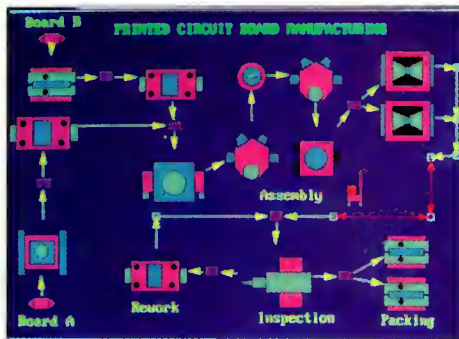 Board B
PRINTED CIRCUIT BOARD MANUFACTURING
Assembly
Rework
Inspection
Packing
Board A